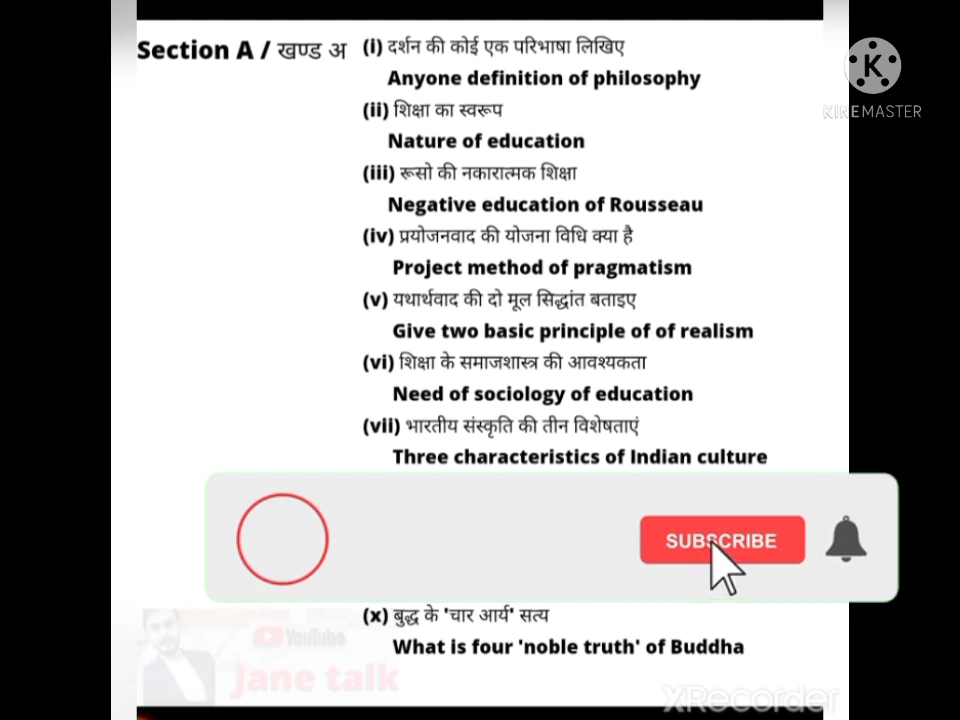 Section A / खण्ड अ
(i) दर्शन की कोई एक परिभाषा लिखिए
Anyone definition of philosophy
(ii) शिक्षा का स्वरूप
Nature of education
(iii) रूसो की नकारात्मक शिक्षा
Negative education of Rousseau
(iv) प्रयोजनवाद की योजना विधि क्या है
Project method of pragmatism
(v) यथार्थवाद की दो मूल सिद्धांत बताइए
Give two basic principle of of realism
(vi) शिक्षा के समाजशास्त्र की आवश्यकता
Need of sociology of education
(vii) भारतीय संस्कृति की तीन विशेषताएं
Three characteristics of Indian culture
SUBSCRIBE
(x) बुद्ध के 'चार आर्य' सत्य
What is four 'noble truth' of Buddha
K
KINEMASTER
YouTube
Jane talk
XRecorder